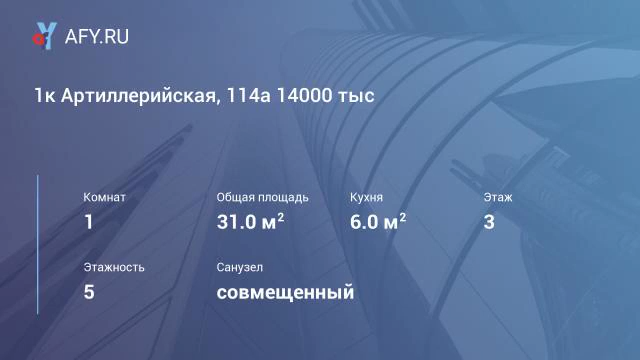 AFY.RU
1к Артиллерийская, 114а 14000 тыс
Комнат Общая площадь Кухня Этаж
1 31.0 м² 6.0 м² 3
Этажность Санузел
5 совмещенный